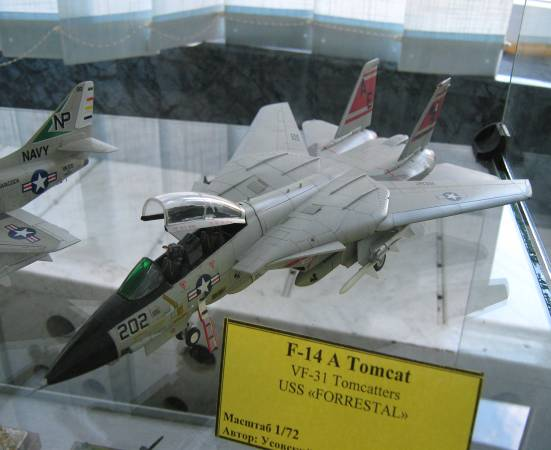 NP
NAVY
202
F-14 A Tomcat
VF-31 Tomcatters
USS «FORRESTAL»
Масштаб 1/72
Автор: